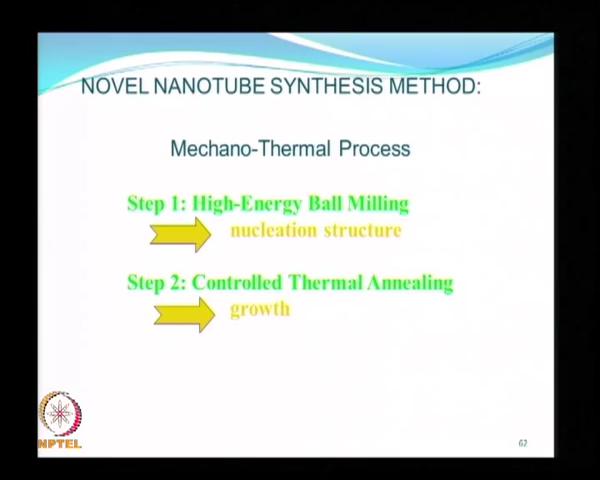 NOVEL NANOTUBE SYNTHESIS METHOD:
Mechano-Thermal Process
Step 1: High-Energy Ball Milling
nucleation structure
Step 2: Controlled Thermal Annealing
growth
NPTEL
62